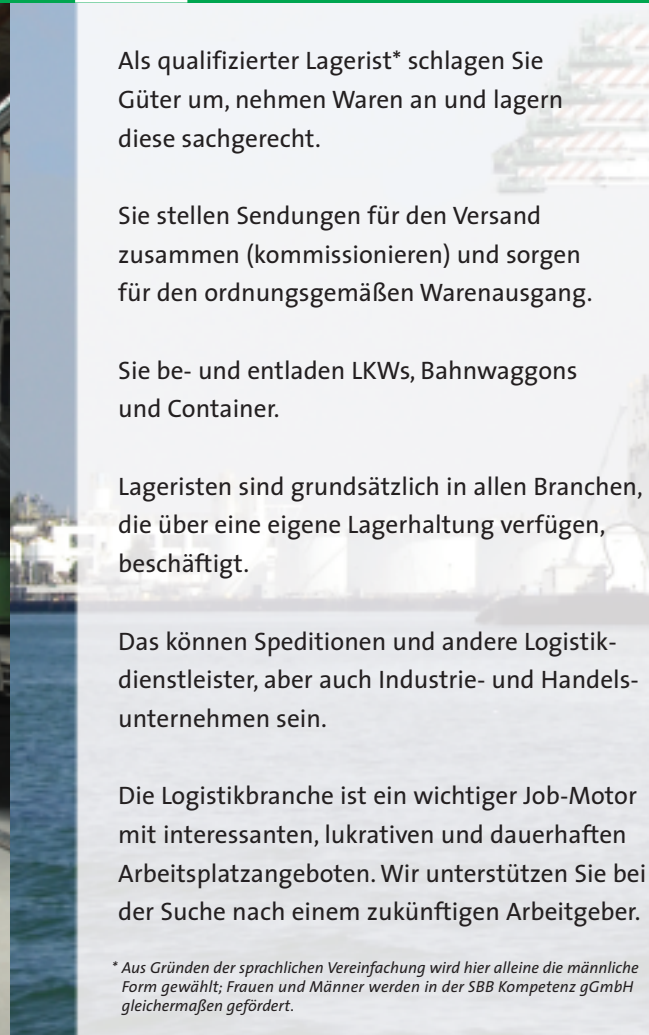 Als qualifizierter Lagerist* schlagen Sie
Güter um, nehmen Waren an und lagern
diese sachgerecht.
Sie stellen Sendungen für den Versand
zusammen (kommissionieren) und sorgen
für den ordnungsgemäßen Warenausgang.
Sie be- und entladen LKWs, Bahnwaggons
und Container.
Lageristen sind grundsätzlich in allen Branchen,
die über eine eigene Lagerhaltung verfügen,
beschäftigt.
Das können Speditionen und andere Logistik-
dienstleister, aber auch Industrie- und Handels-
unternehmen sein.
Die Logistikbranche ist ein wichtiger Job-Motor
mit interessanten, lukrativen und dauerhaften
Arbeitsplatzangeboten. Wir unterstützen Sie bei
der Suche nach einem zukünftigen Arbeitgeber.
* Aus Gründen der sprachlichen Vereinfachung wird hier alleine die männliche
Form gewählt; Frauen und Männer werden in der SBB Kompetenz gGmbH
gleichermaßen gefördert.